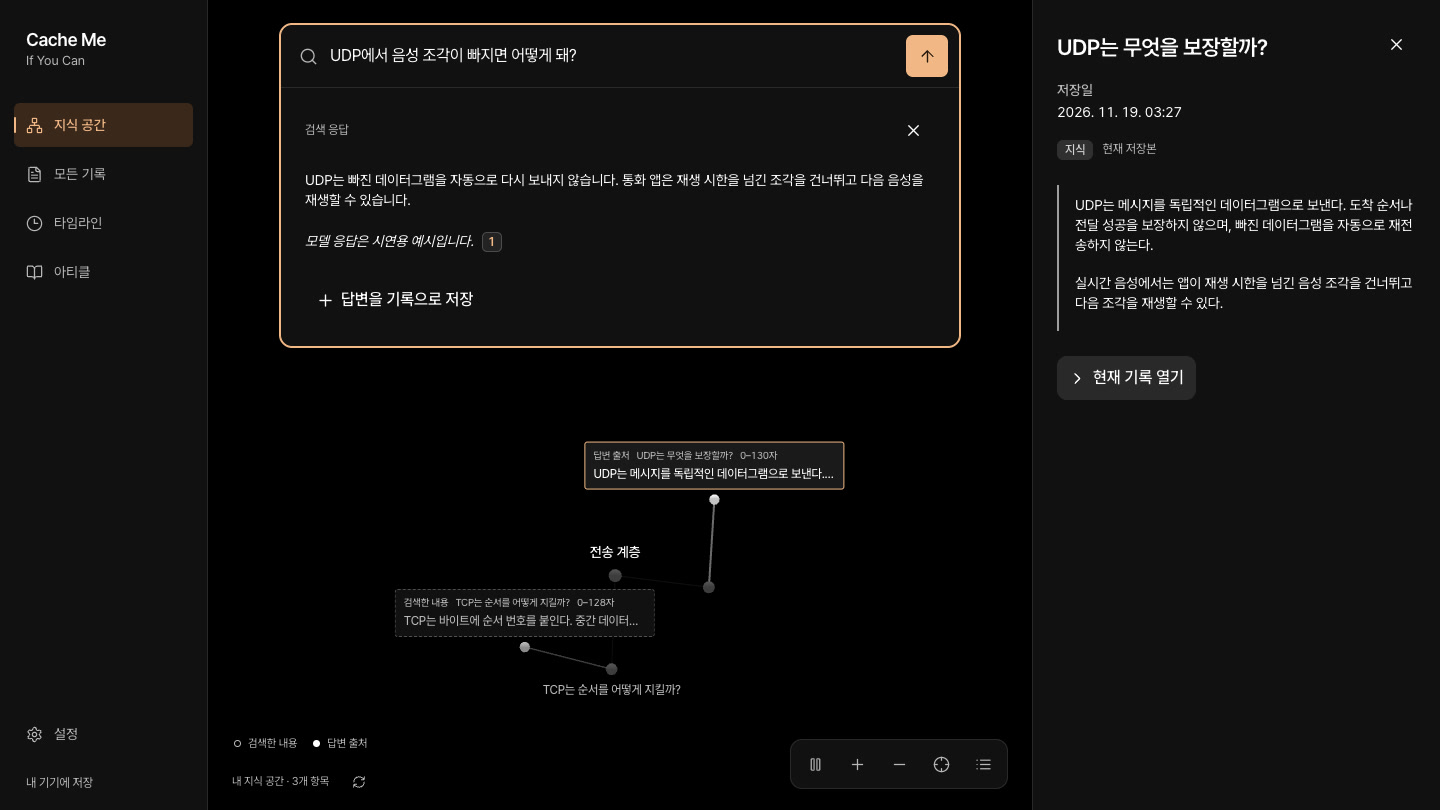 Cache Me
If You Can
지식 공간
모든 기록
타임라인
아티클
설정
내 기기에 저장
UDP에서 음성 조각이 빠지면 어떻게 돼?
검색 응답
UDP는 빠진 데이터그램을 자동으로 다시 보내지 않습니다. 통화 앱은 재생 시한을 넘긴 조각을 건너뛰고 다음 음성을
재생할 수 있습니다.
모델 응답은 시연용 예시입니다. 1
답변을 기록으로 저장
답변 출처 UDP는 무엇을 보장할까? 0–130자
UDP는 메시지를 독립적인 데이터그램으로 보낸다....
전송 계층
검색한 내용 TCP는 순서를 어떻게 지킬까? 0–128자
TCP는 바이트에 순서 번호를 붙인다. 중간 데이터...
TCP는 순서를 어떻게 지킬까?
검색한 내용 답변 출처
내 지식 공간 · 3개 항목
UDP는 무엇을 보장할까?
저장일
2026. 11. 19. 03:27
지식 현재 저장본
UDP는 메시지를 독립적인 데이터그램으로 보낸다. 도착 순서나
전달 성공을 보장하지 않으며, 빠진 데이터그램을 자동으로 재전
송하지 않는다.
실시간 음성에서는 앱이 재생 시한을 넘긴 음성 조각을 건너뛰고
다음 조각을 재생할 수 있다.
현재 기록 열기